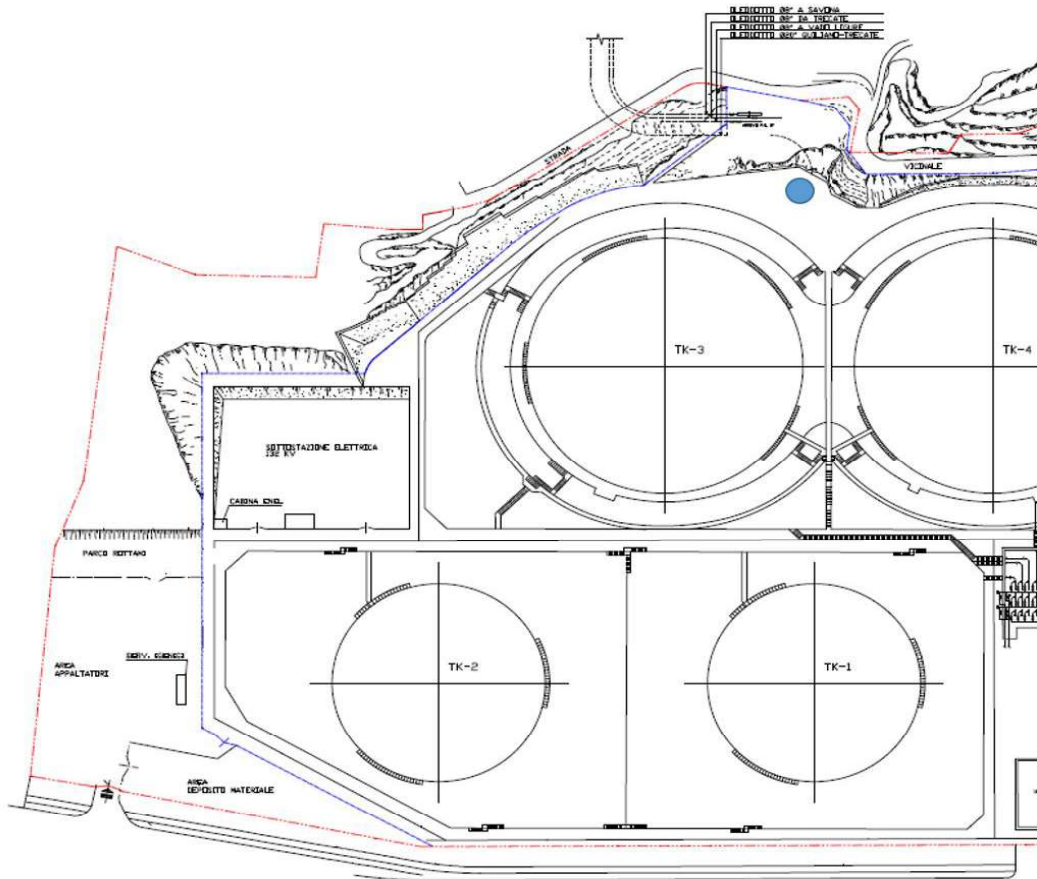 OLEODOTTO Ø8" A SAVONA
OLEODOTTO Ø8" DA TRECATE
OLEODOTTO Ø8" A VADO LIGURE
OLEODOTTO Ø20" QUILIANO-TRECATE
STRADA
VICINALE
TK-3
TK-4
SOTTOSTAZIONE ELETTRICA
132 KV
CABINA ENEL
PARCO ROTTAMI
AREA
APPALTATORI
SERV. IGIENICI
TK-2
TK-1
AREA
DEPOSITO MATERIALE